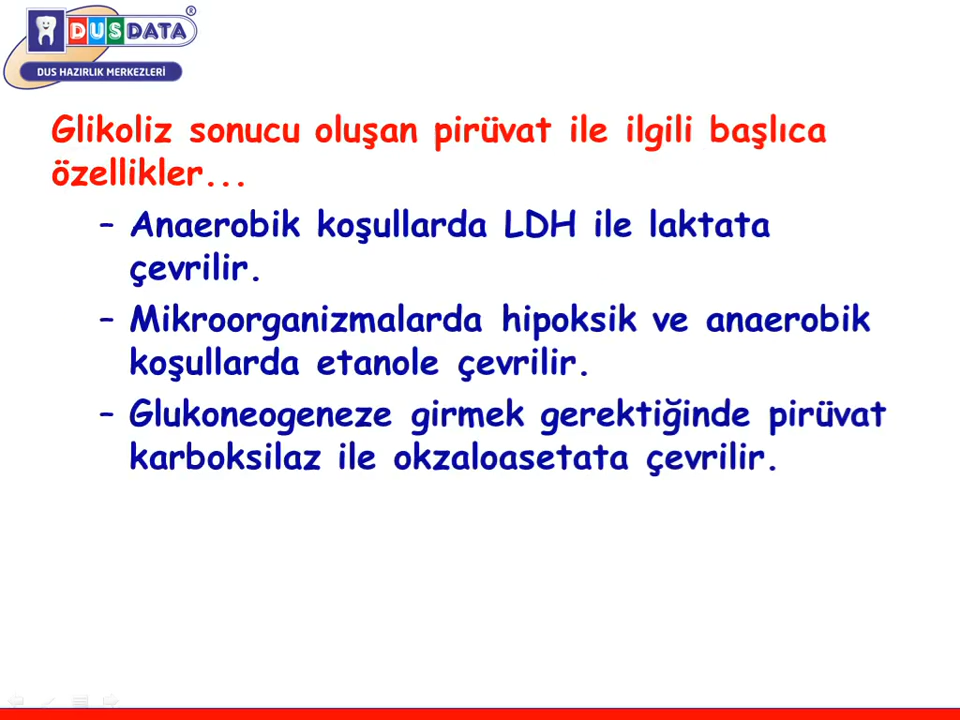 DUSDATA®
DUS HAZIRLIK MERKEZLERİ
Glikoliz sonucu oluşan pirüvat ile ilgili başlıca
özellikler...
– Anaerobik koşullarda LDH ile laktata
çevrilir.
– Mikroorganizmalarda hipoksik ve anaerobik
koşullarda etanole çevrilir.
– Glukoneogeneze girmek gerektiğinde pirüvat
karboksilaz ile okzaloasetata çevrilir.